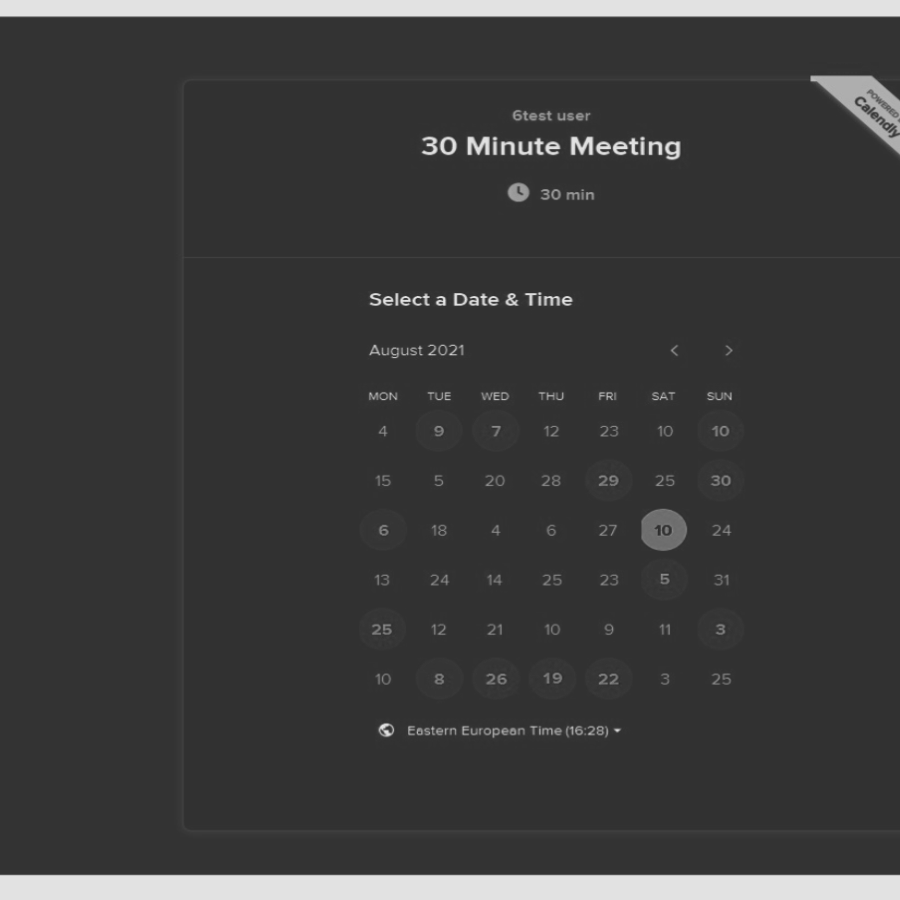 POWERED
Calendly
6test user
30 Minute Meeting
30 min
Select a Date & Time
August 2021
MON TUE WED THU FRI SAT SUN
4 9 7 12 23 10 10
15 5 20 28 29 25 30
6 18 4 6 27 10 24
13 24 14 25 23 5 31
25 12 21 10 9 11 3
10 8 26 19 22 3 25
Eastern European Time (16:28)